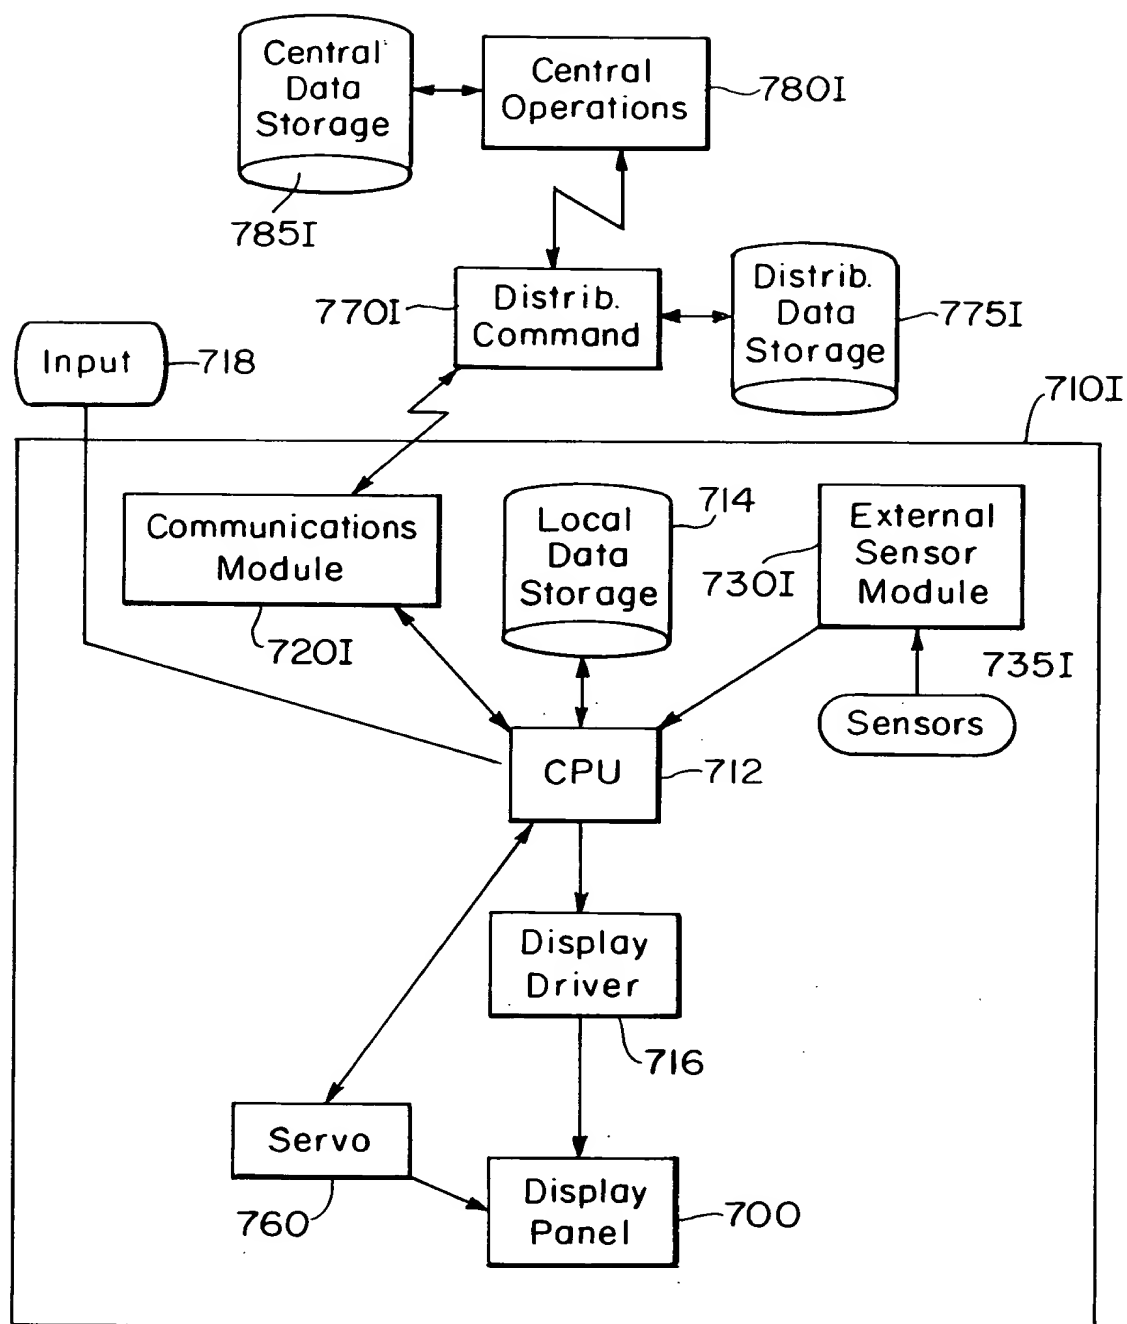 Central
Data
Storage
785I
Central
Operations
780I
770I
Distrib.
Command
Distrib.
Data
Storage
775I
Input
718
710I
Communications
Module
720I
Local
Data
Storage
714
730I
External
Sensor
Module
735I
Sensors
CPU
712
Display
Driver
716
Servo
760
Display
Panel
700